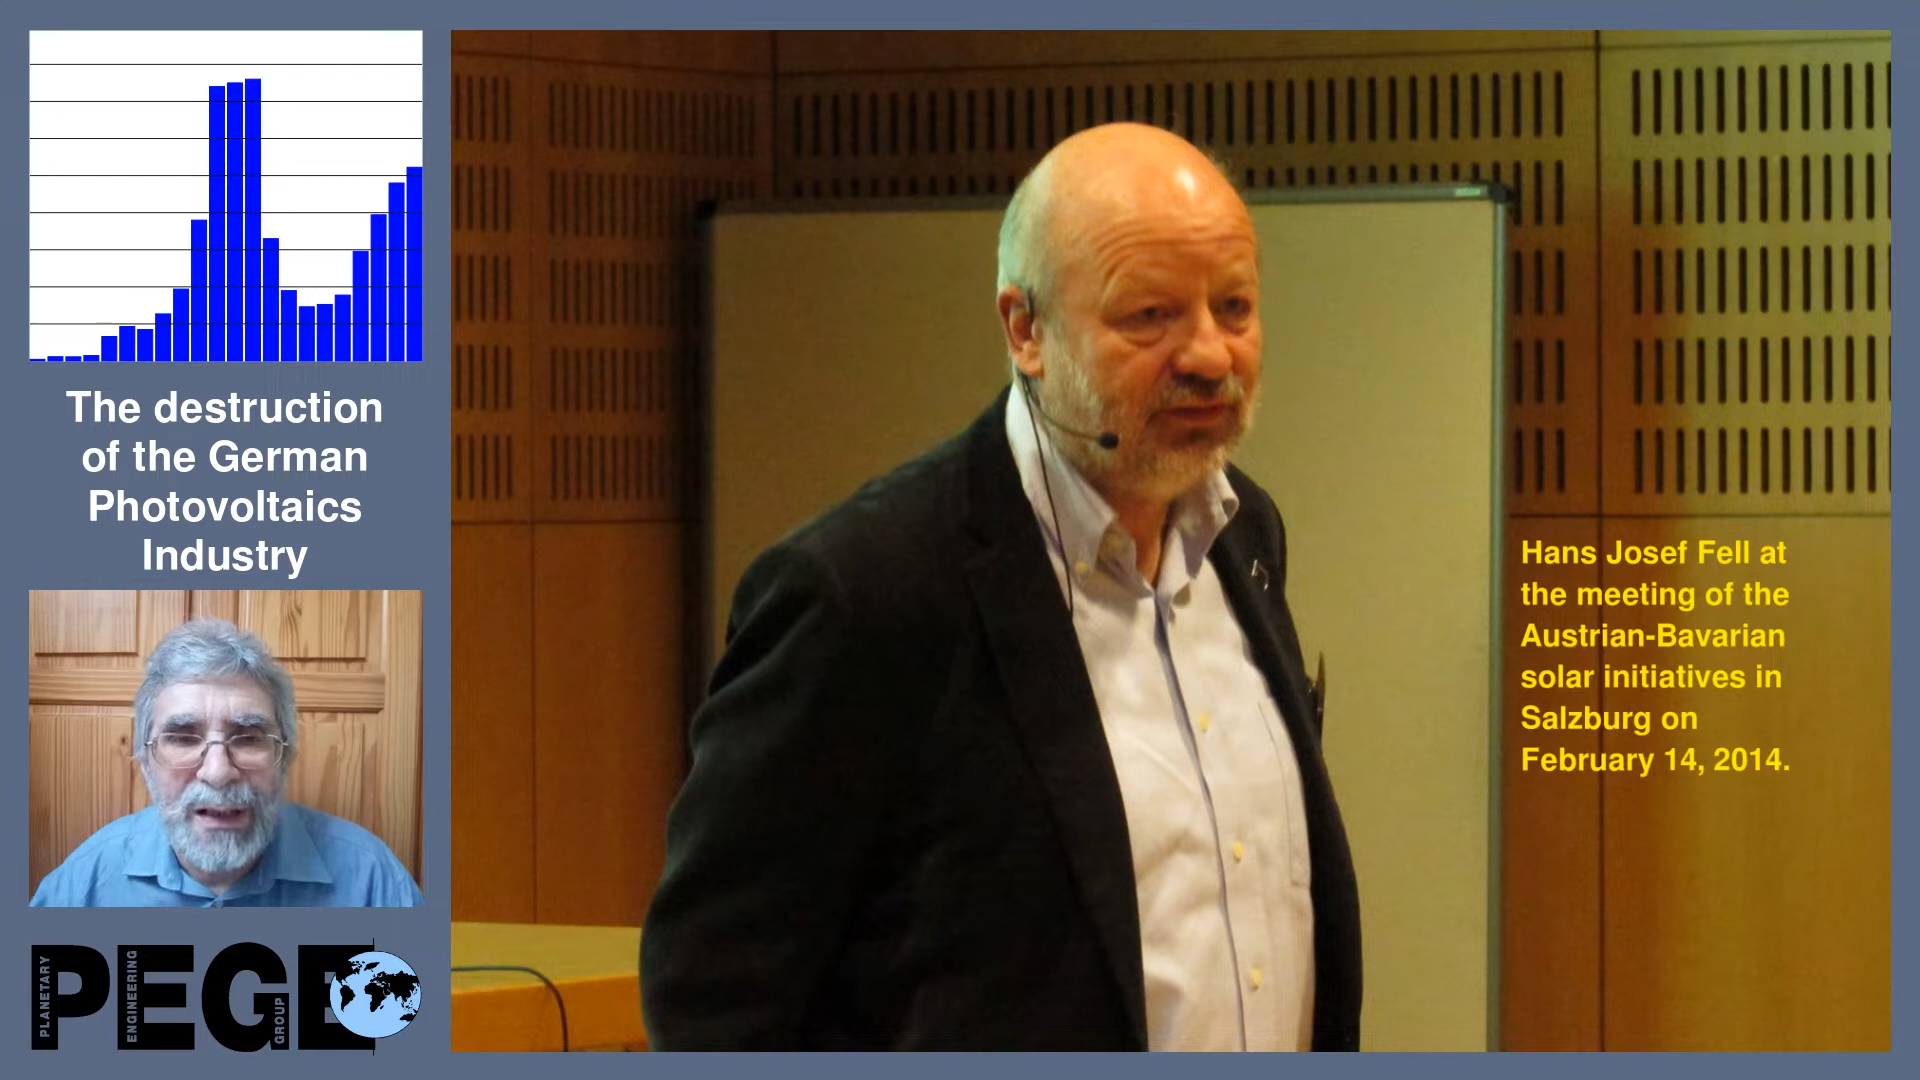 The destruction
of the German
Photovoltaics
Industry
Hans Josef Fell at
the meeting of the
Austrian-Bavarian
solar initiatives in
Salzburg on
February 14, 2014.
PEGE
PLANETARY
ENGINEERING
GROUP